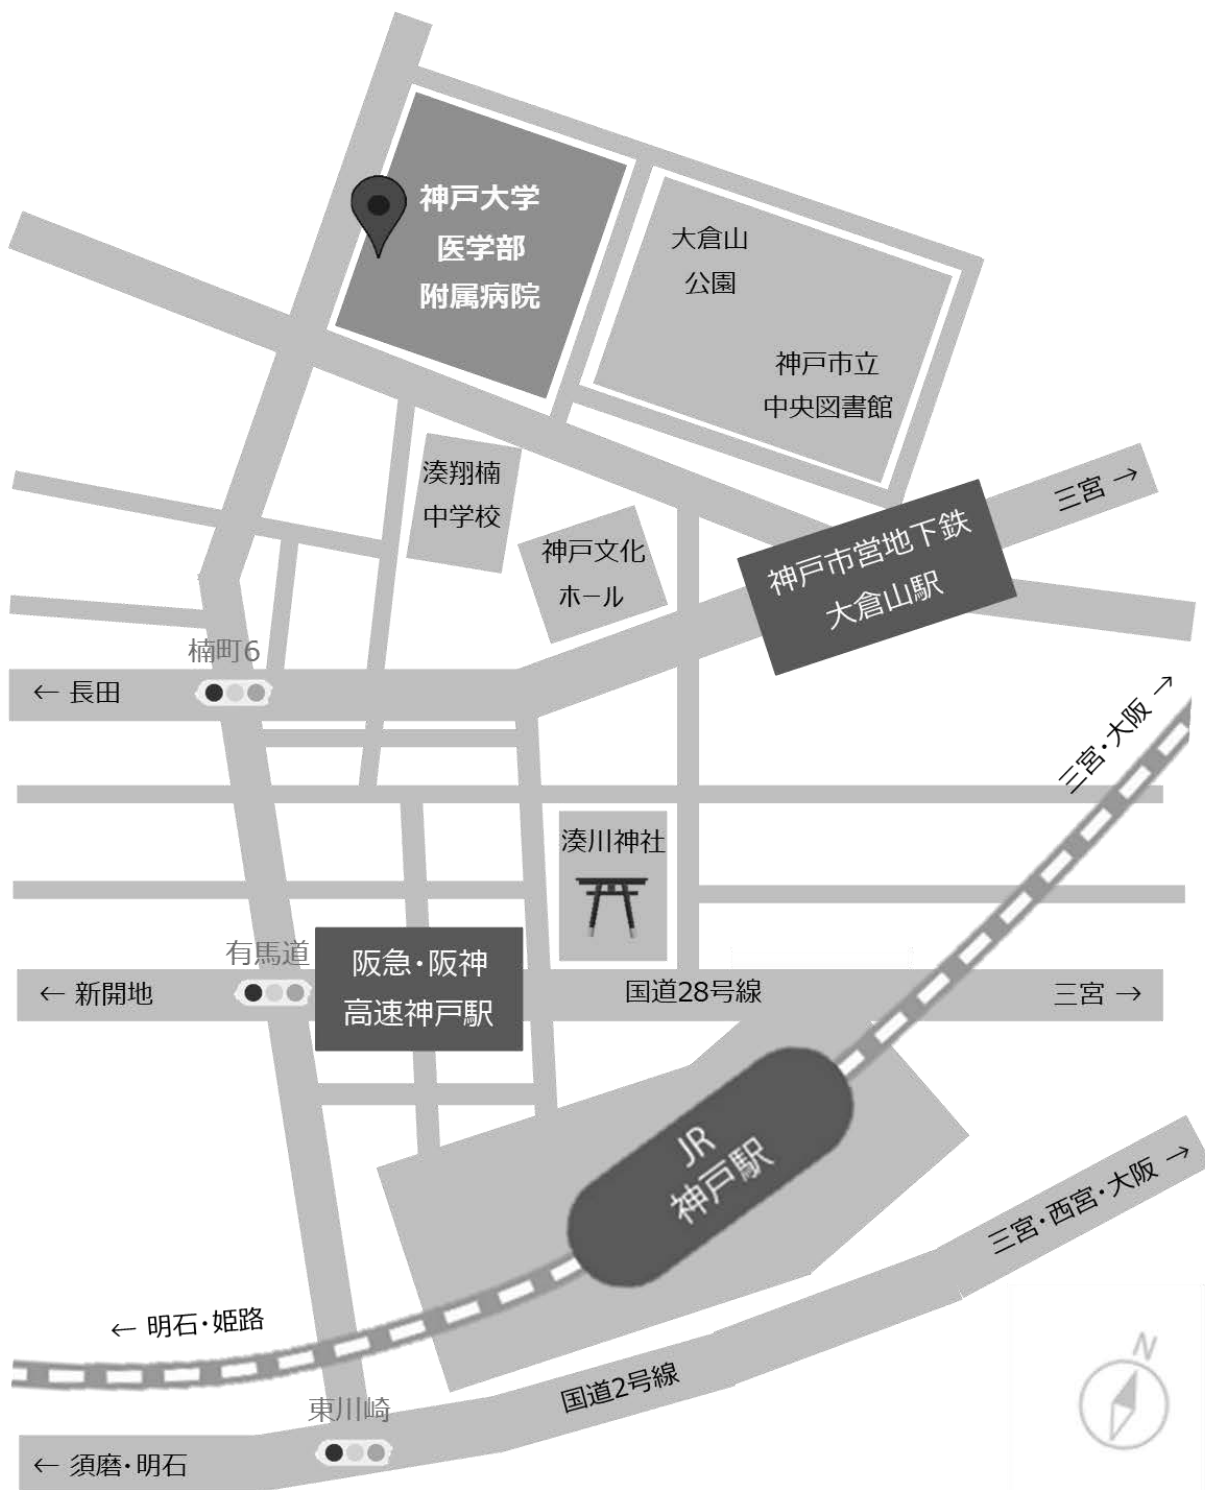 神戸大学
医学部
附属病院
大倉山
公園
神戸市立
中央図書館
湊翔楠
中学校
神戸文化
ホール
三宮 →
神戸市営地下鉄
大倉山駅
楠町6
← 長田
三宮・大阪 →
湊川神社
有馬道
← 新開地
阪急・阪神
高速神戸駅
国道28号線
三宮 →
JR
神戸駅
三宮・西宮・大阪 →
← 明石・姫路
国道2号線
東川崎
← 須磨・明石
N